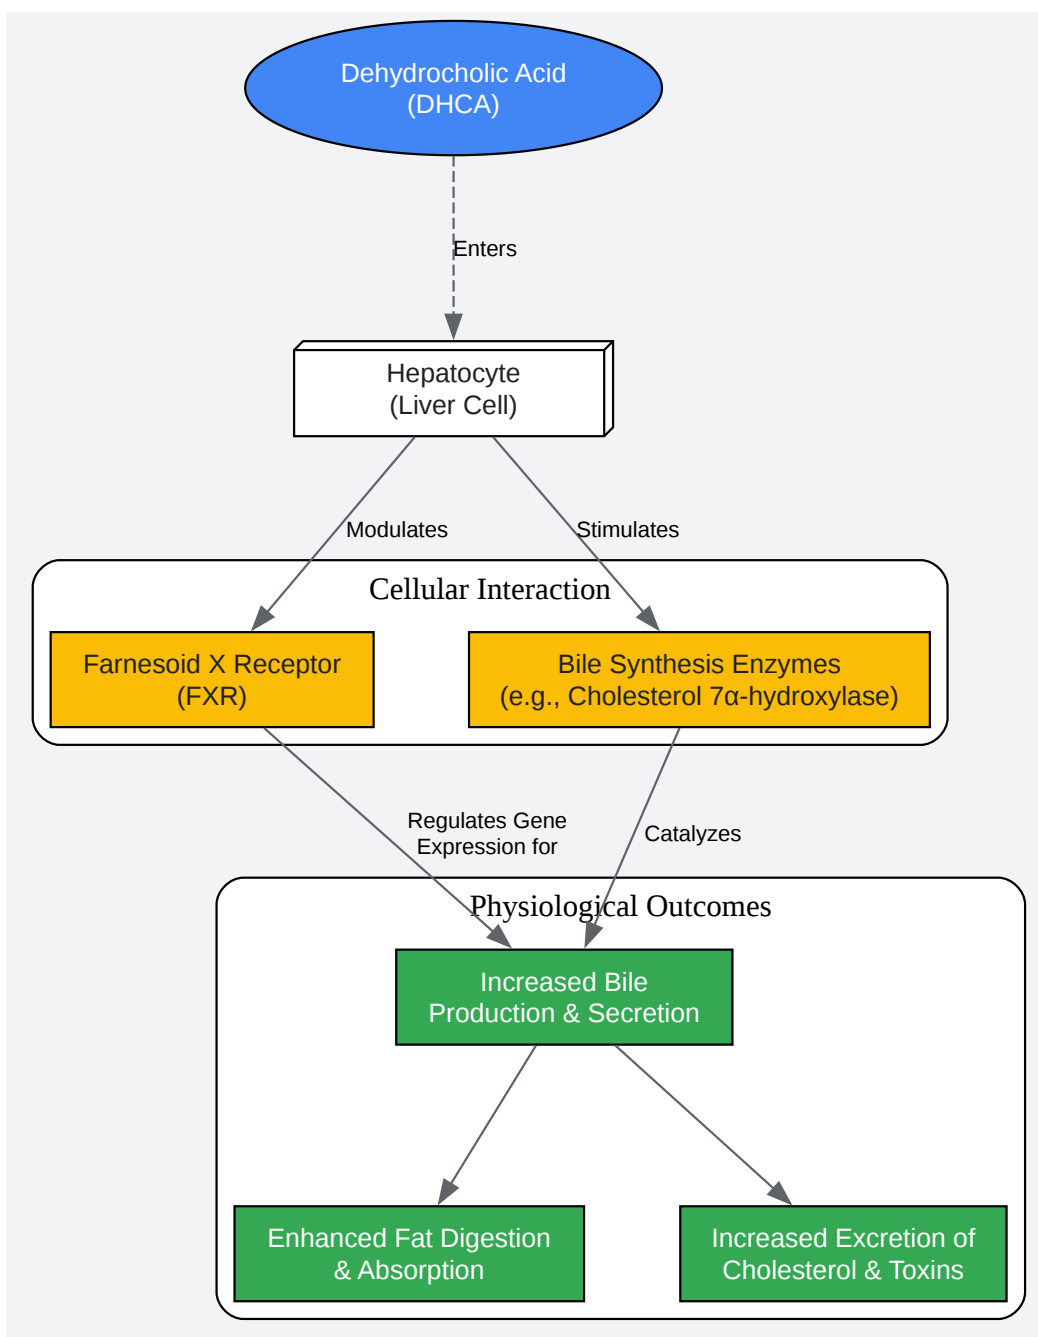 Dehydrocholic Acid
(DHCA)
Enters
Hepatocyte
(Liver Cell)
Modulates
Stimulates
Cellular Interaction
Farnesoid X Receptor
(FXR)
Bile Synthesis Enzymes
(e.g., Cholesterol 7α-hydroxylase)
Regulates Gene
Expression for
Catalyzes
Physiological Outcomes
Increased Bile
Production & Secretion
Enhanced Fat Digestion
& Absorption
Increased Excretion of
Cholesterol & Toxins